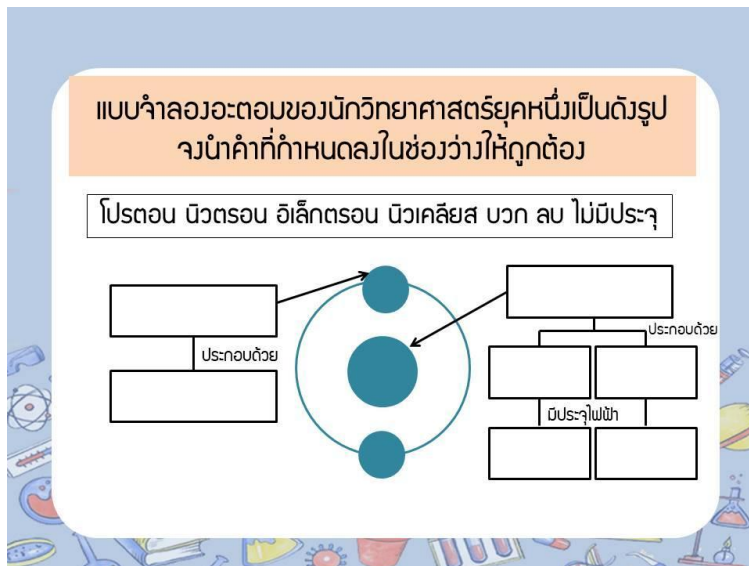 แบบจำลองอะตอมของนักวิทยาศาสตร์ยุคหนึ่งเป็นดังรูป
จงนำคำที่กำหนดลงในช่องว่างให้ถูกต้อง
โปรตอน นิวตรอน อิเล็กตรอน นิวเคลียส บวก ลบ ไม่มีประจุ
ประกอบด้วย
ประกอบด้วย
มีประจุไฟฟ้า